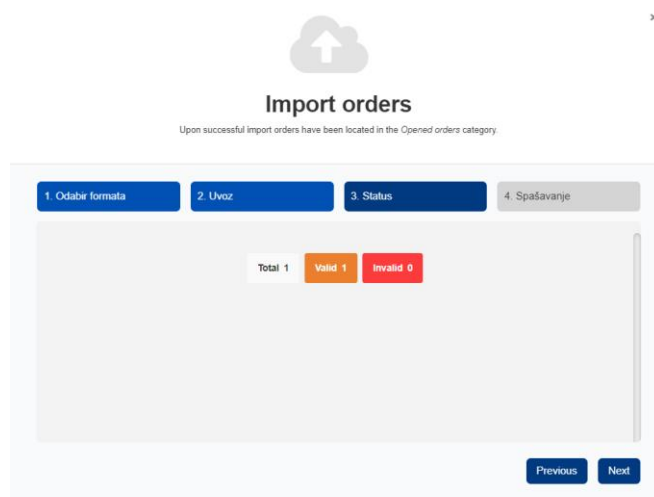 Import orders
Upon successful import orders have been located in the Opened orders category.
1. Odabir formata
2. Uvoz
3. Status
4. Spašavanje
Total 1
Valid 1
Invalid 0
Previous
Next